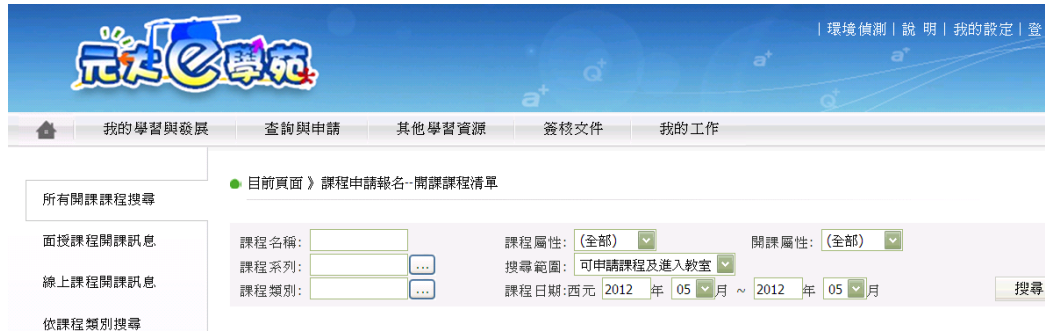 |環境偵測|說 明|我的設定|登
元大e學苑
我的學習與發展 查詢與申請 其他學習資源 簽核文件 我的工作
所有開課課程搜尋
面授課程開課訊息
線上課程開課訊息
依課程類別搜尋
目前頁面 》課程申請報名--開課課程清單
課程名稱: 課程屬性: (全部) 開課屬性: (全部)
課程系列: ... 搜尋範圍: 可申請課程及進入教室
課程類別: ... 課程日期:西元 2012 年 05 月 ~ 2012 年 05 月 搜尋